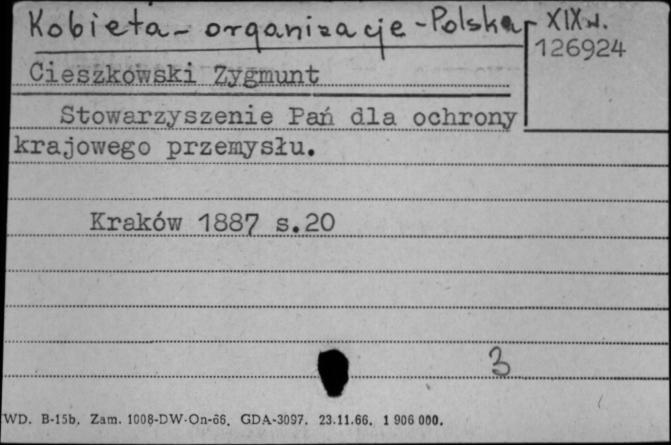 Kobieta - organizacje - Polska - XIX w.
126924
Cieszkowski Zygmunt
Stowarzyszenie Pań dla ochrony
krajowego przemysłu.
Kraków 1887 s.20
3
WD. B-15b. Zam. 1008-DW-On-66. GDA-3097. 23.11.66. 1 906 000.